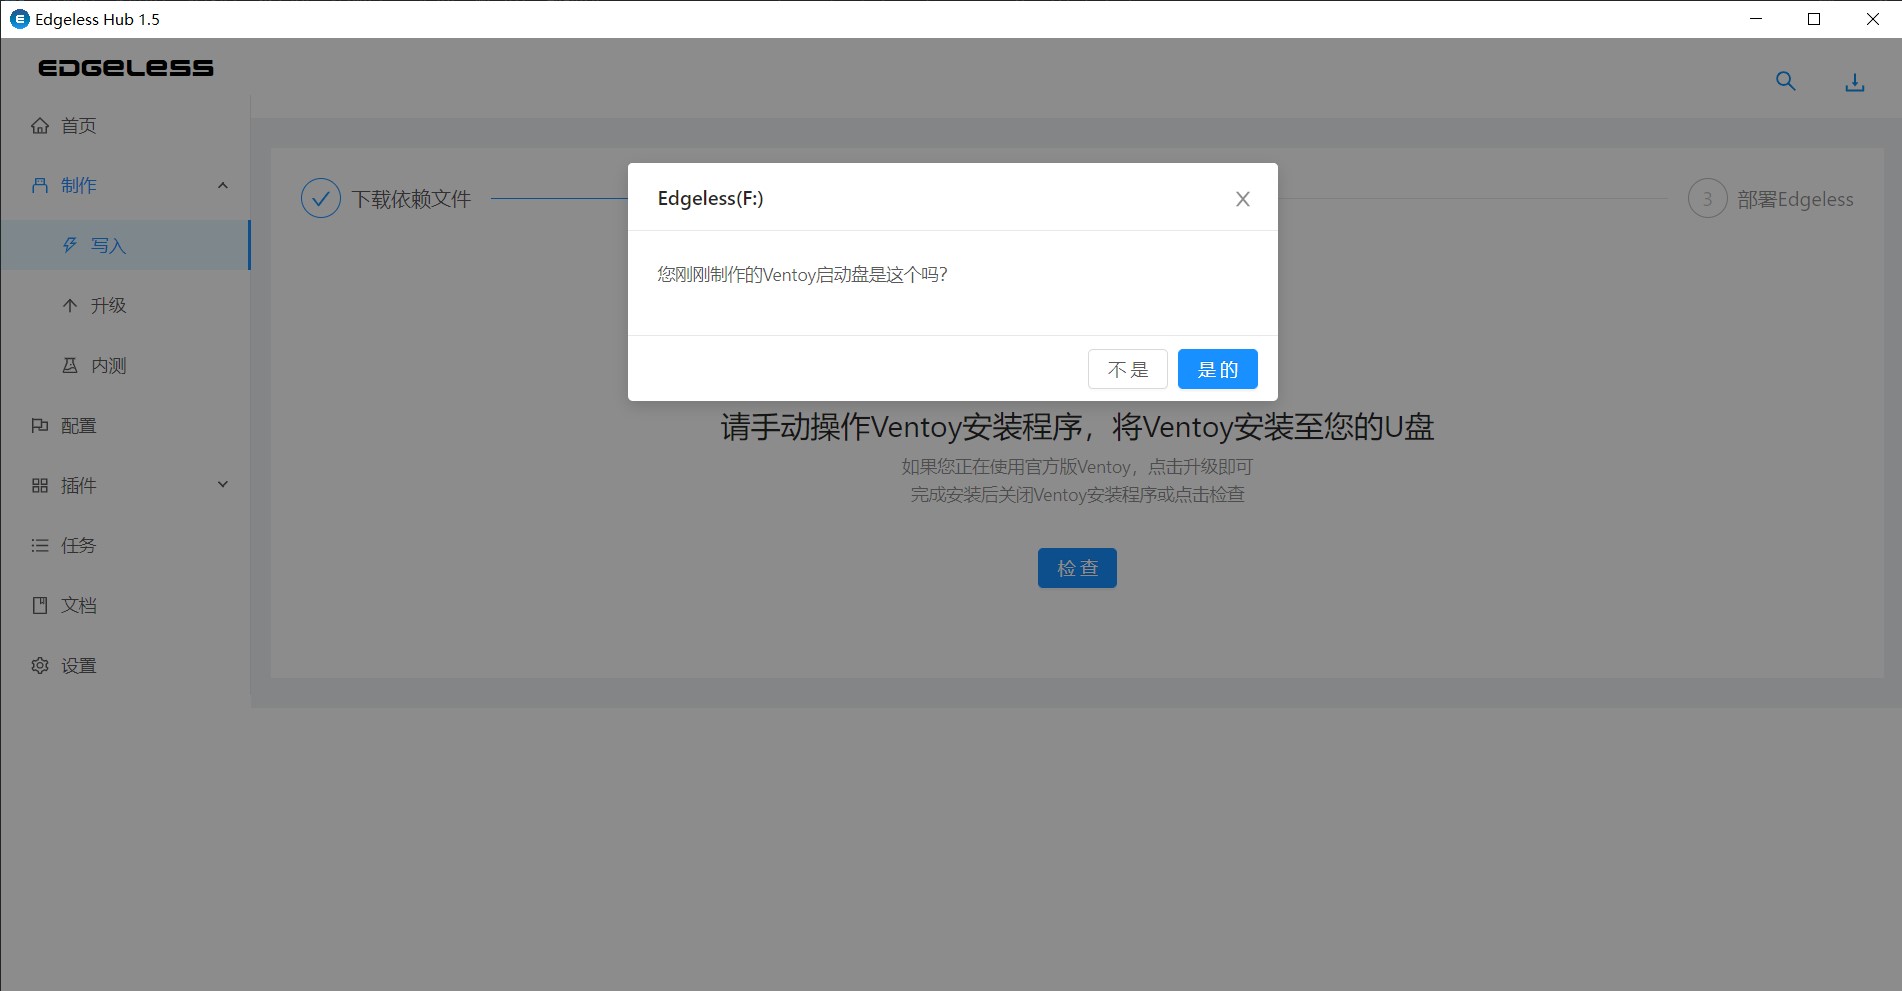 Edgeless Hub 1.5
EDGELESS
首页
制作
写入
升级
内测
配置
插件
任务
文档
设置
下载依赖文件
3 部署Edgeless
Edgeless(F:)
您刚刚制作的Ventoy启动盘是这个吗?
不是
是的
请手动操作Ventoy安装程序，将Ventoy安装至您的U盘
如果您正在使用官方版Ventoy，点击升级即可
完成安装后关闭Ventoy安装程序或点击检查
检查